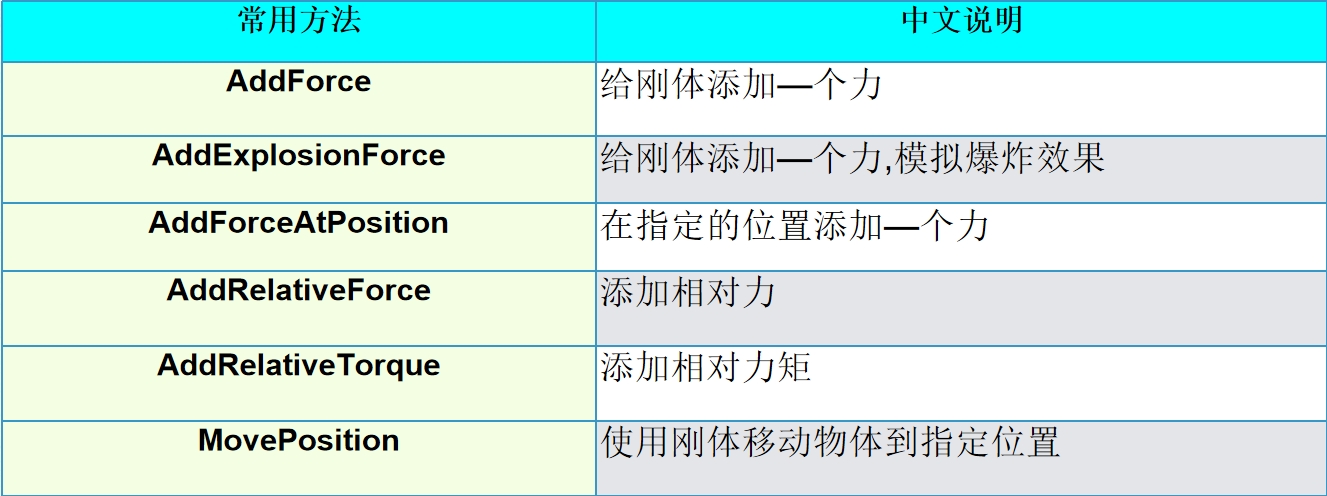 常用方法 中文说明
AddForce 给刚体添加一个力
AddExplosionForce 给刚体添加一个力,模拟爆炸效果
AddForceAtPosition 在指定的位置添加一个力
AddRelativeForce 添加相对力
AddRelativeTorque 添加相对力矩
MovePosition 使用刚体移动物体到指定位置